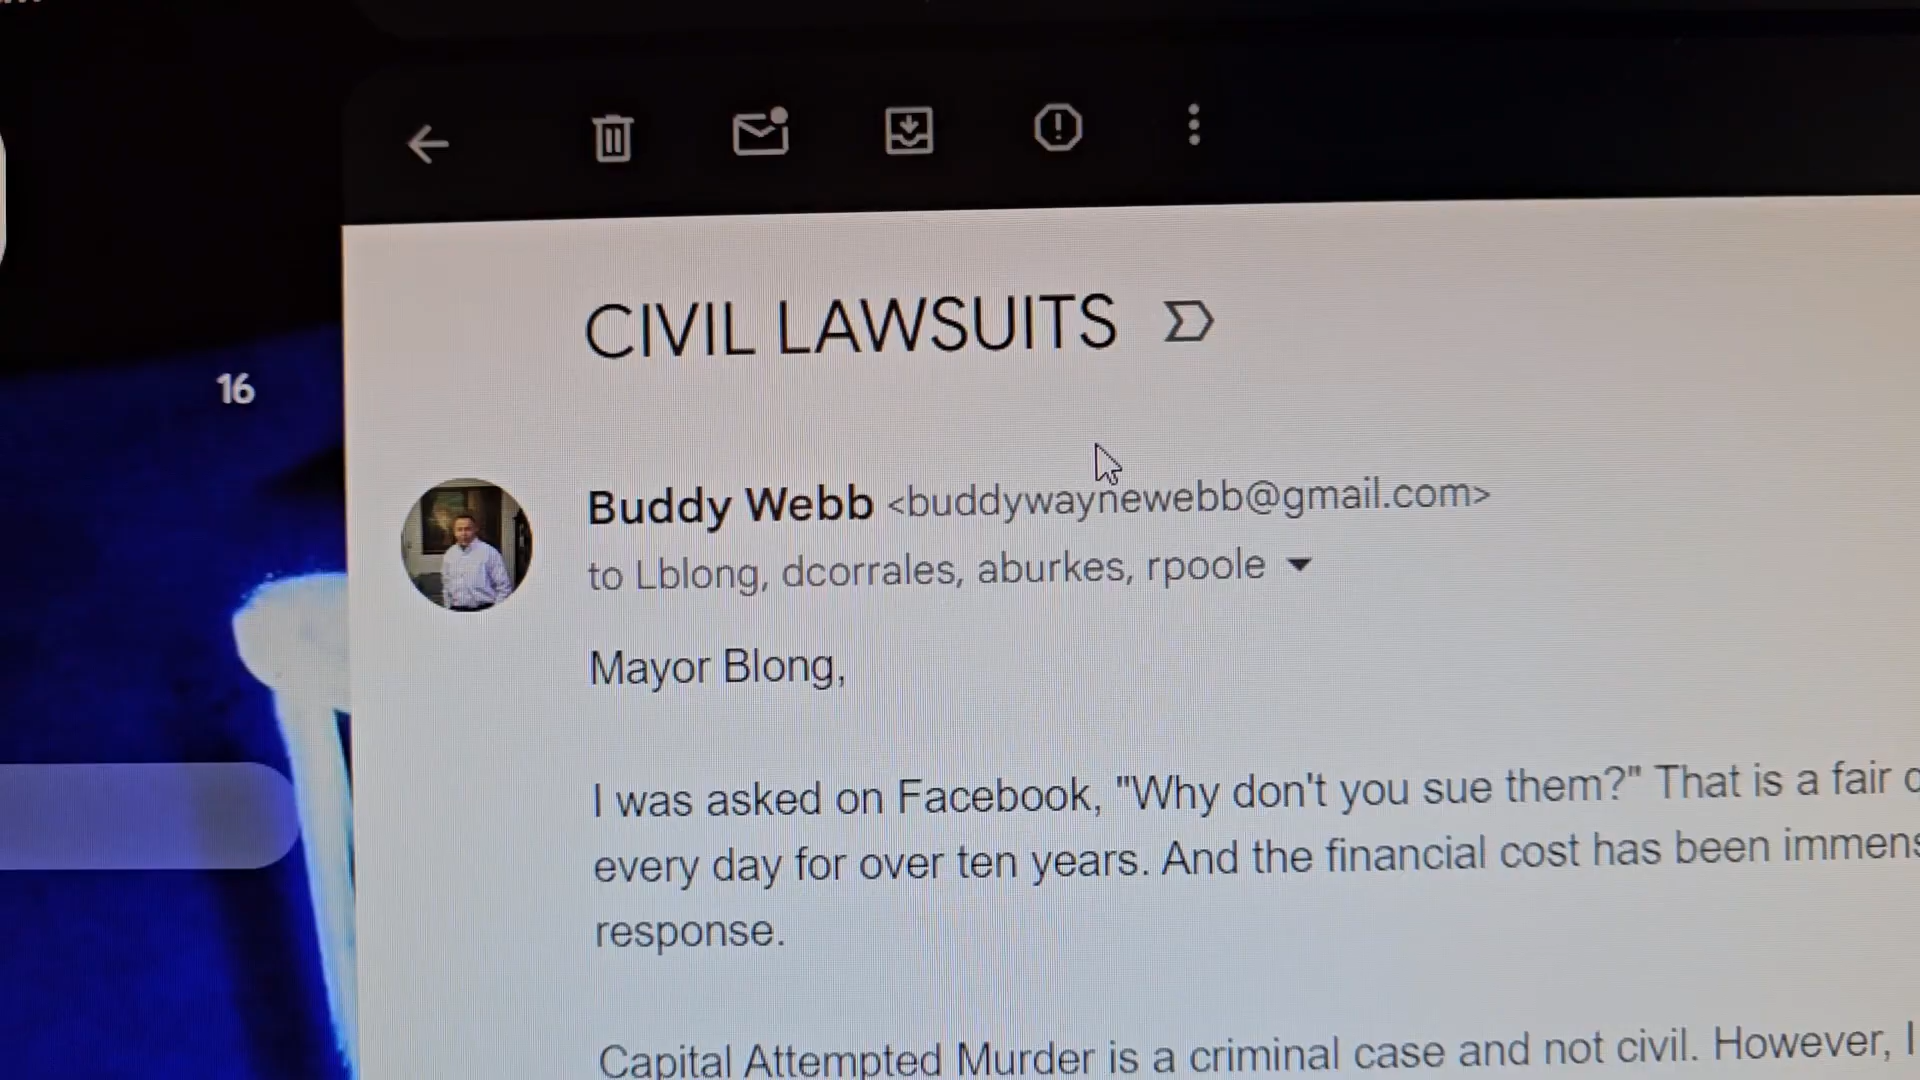 16
CIVIL LAWSUITS
Buddy Webb <buddywaynewebb@gmail.com>
to Lblong, dcorrales, aburkes, rpoole
Mayor Blong,
I was asked on Facebook, "Why don't you sue them?" That is a fair
every day for over ten years. And the financial cost has been immens
response.
Capital Attempted Murder is a criminal case and not civil. However, I